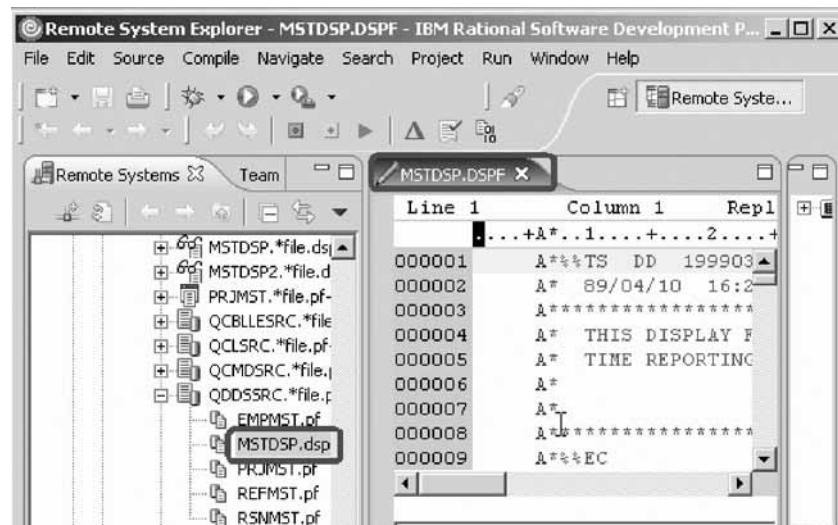 Remote System Explorer - MSTDSP.DSPF - IBM Rational Software Development P...
File Edit Source Compile Navigate Search Project Run Window Help
Remote Syste...
Remote Systems Team
MSTDSP.DSPF
Line 1 Column 1 Repl
...+A*..1....+....2....+
MSTDSP.*file.ds
MSTDSP2.*file.d
PRJMST.*file.pf-
QCBLLESRC.*file
QCLSRC.*file.pf-
QCMDSRC.*file.
QDDSSRC.*file.p
EMPMST.pf
MSTDSP.dsp
PRJMST.pf
REFMST.pf
RSNMST.pf
000001 A*%%TS DD 199903
000002 A* 89/04/10 16:2
000003 A******************
000004 A* THIS DISPLAY F
000005 A* TIME REPORTING
000006 A*
000007 A*
000008 A******************
000009 A*%%EC